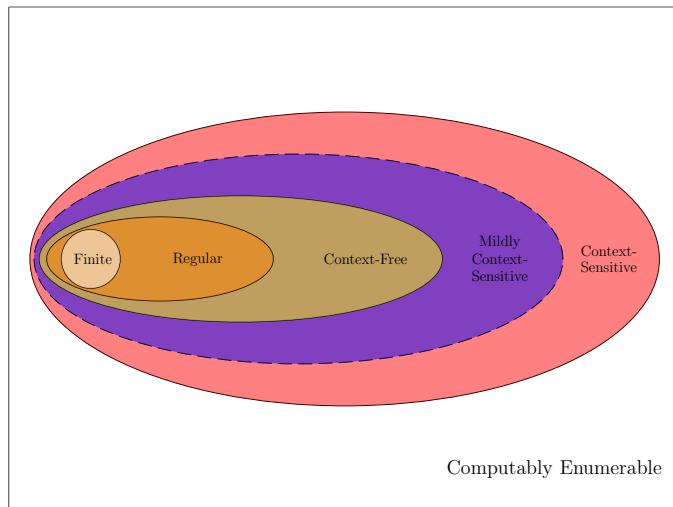 Finite
Regular
Context-Free
Mildly
Context-
Sensitive
Context-
Sensitive
Computably Enumerable